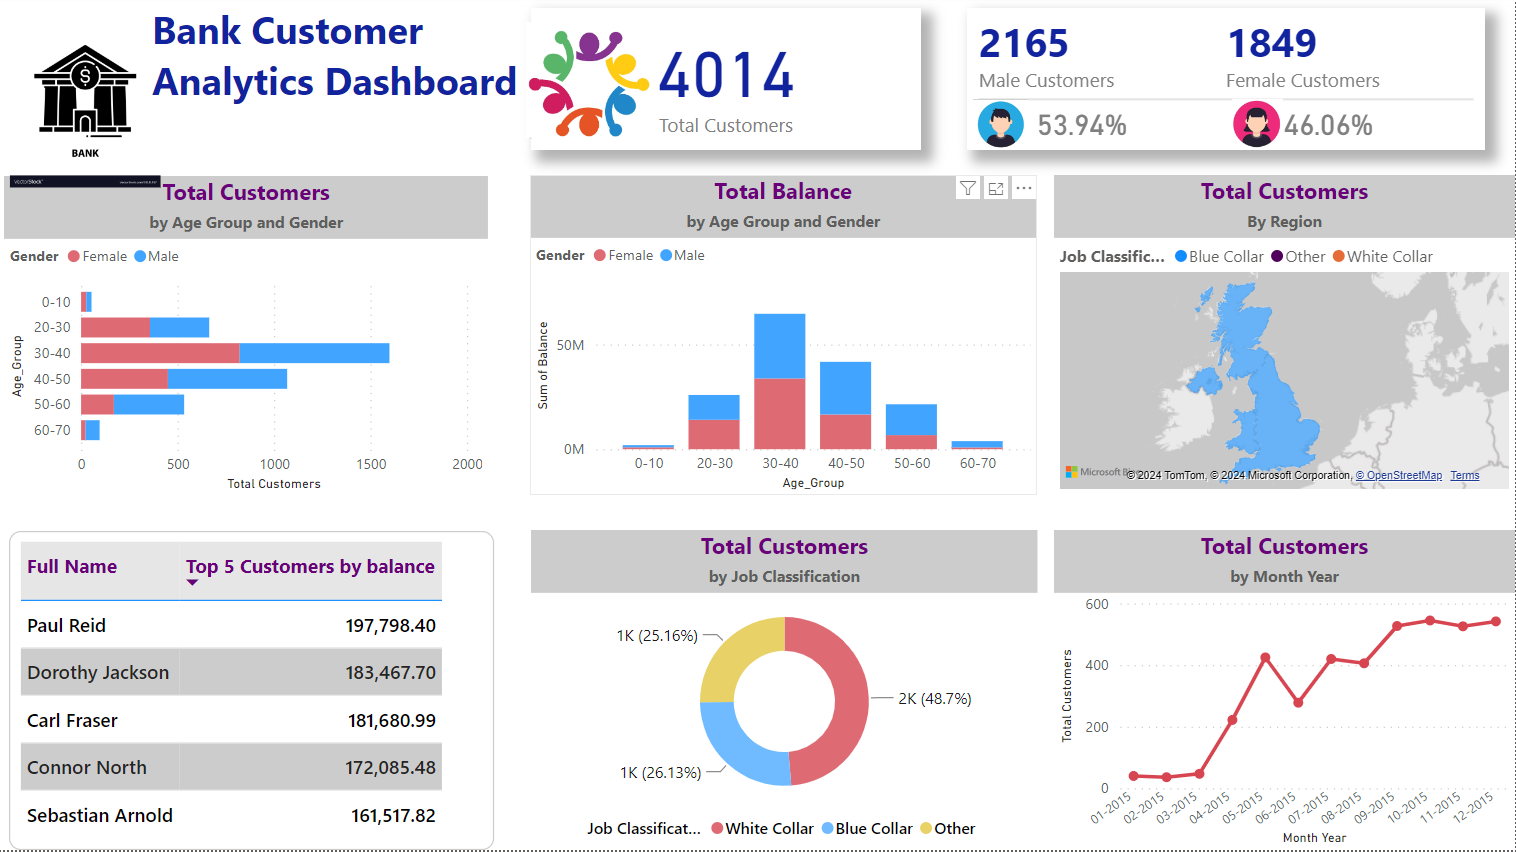 Bank Customer
Analytics Dashboard
BANK
4014
Total Customers
2165
Male Customers
53.94%
1849
Female Customers
46.06%
VectorStock
Total Customers
by Age Group and Gender
Gender Female Male
Age_Group
0-10
20-30
30-40
40-50
50-60
60-70
0 500 1000 1500 2000
Total Customers
Total Balance
by Age Group and Gender
Gender Female Male
Sum of Balance
50M
0M
0-10 20-30 30-40 40-50 50-60 60-70
Age_Group
Total Customers
By Region
Job Classific... Blue Collar Other White Collar
Microsoft
© 2024 TomTom, © 2024 Microsoft Corporation, © OpenStreetMap Terms
Full Name Top 5 Customers by balance
Paul Reid 197,798.40
Dorothy Jackson 183,467.70
Carl Fraser 181,680.99
Connor North 172,085.48
Sebastian Arnold 161,517.82
Total Customers
by Job Classification
1K (25.16%)
2K (48.7%)
1K (26.13%)
Job Classificat... White Collar Blue Collar Other
Total Customers
by Month Year
Total Customers
600
400
200
0
01-2015 02-2015 03-2015 04-2015 05-2015 06-2015 07-2015 08-2015 09-2015 10-2015 11-2015 12-2015
Month Year